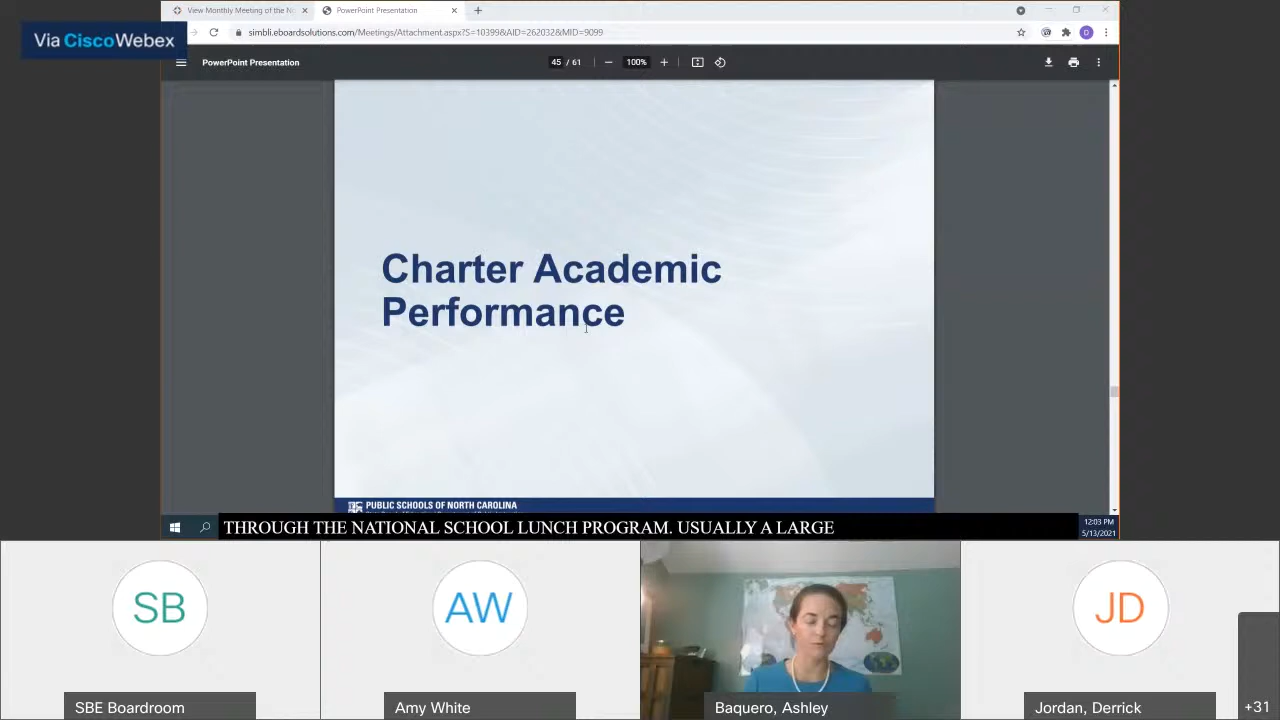 View Monthly Meeting of the N
PowerPoint Presentation
Via Cisco Webex
simbli.eboardsolutions.com/Meetings/Attachment.aspx?S=10399&AID=262032&MID=9099
D
PowerPoint Presentation
45 / 61
100%
Charter Academic
Performance
PUBLIC SCHOOLS OF NORTH CAROLINA
THROUGH THE NATIONAL SCHOOL LUNCH PROGRAM. USUALLY A LARGE
12:03 PM
5/13/2021
SB
AW
JD
SBE Boardroom
Amy White
Baquero, Ashley
Jordan, Derrick
+31